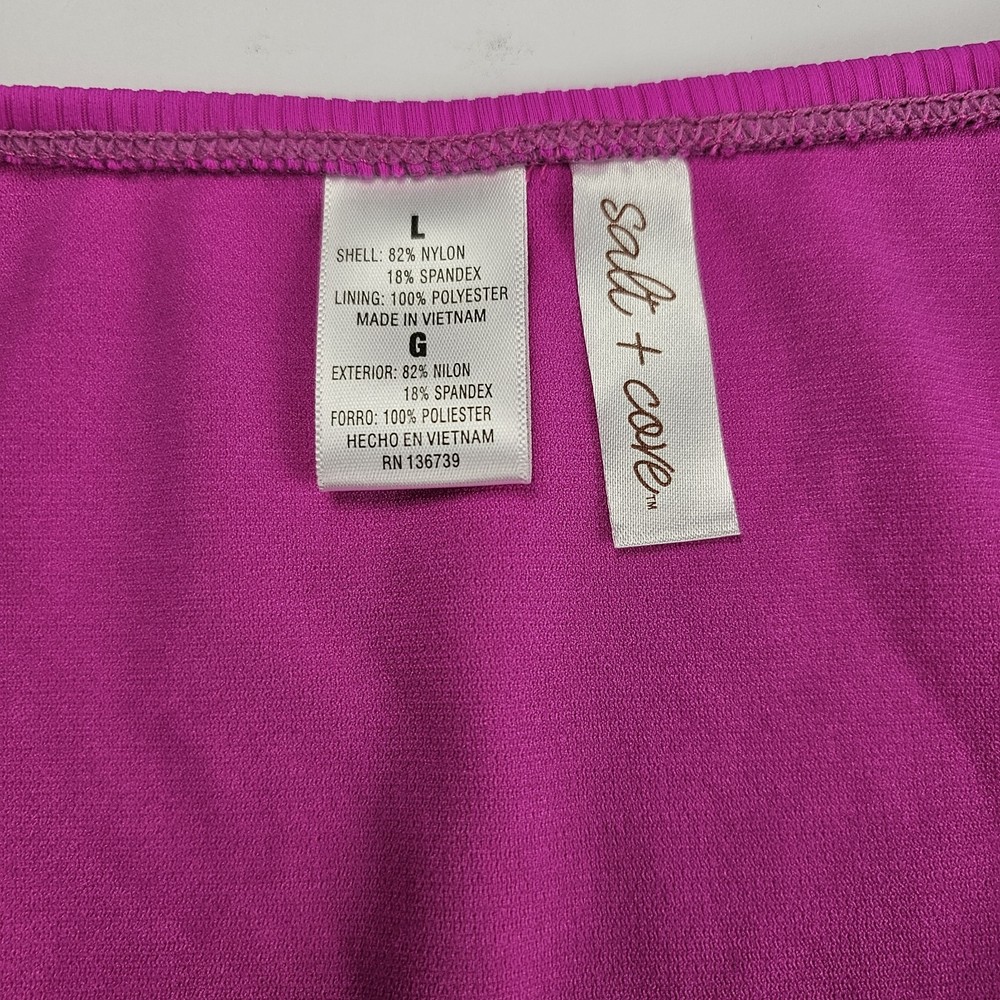 L
SHELL: 82% NYLON
18% SPANDEX
LINING: 100% POLYESTER
MADE IN VIETNAM
G
EXTERIOR: 82% NILON
18% SPANDEX
FORRO: 100% POLIESTER
HECHO EN VIETNAM
RN 136739
salt + cove™